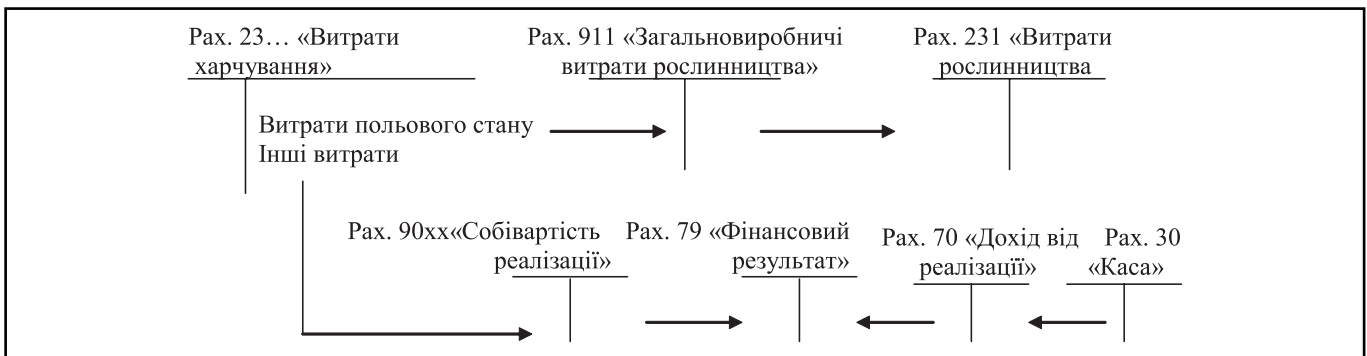 Рах. 23… «Витрати
харчування»
Рах. 911 «Загальновиробничі
витрати рослинництва»
Рах. 231 «Витрати
рослинництва
Витрати польового стану
Інші витрати
Рах. 90хх«Собівартість
реалізації»
Рах. 79 «Фінансовий
результат»
Рах. 70 «Дохід від
реалізації»
Рах. 30
«Каса»